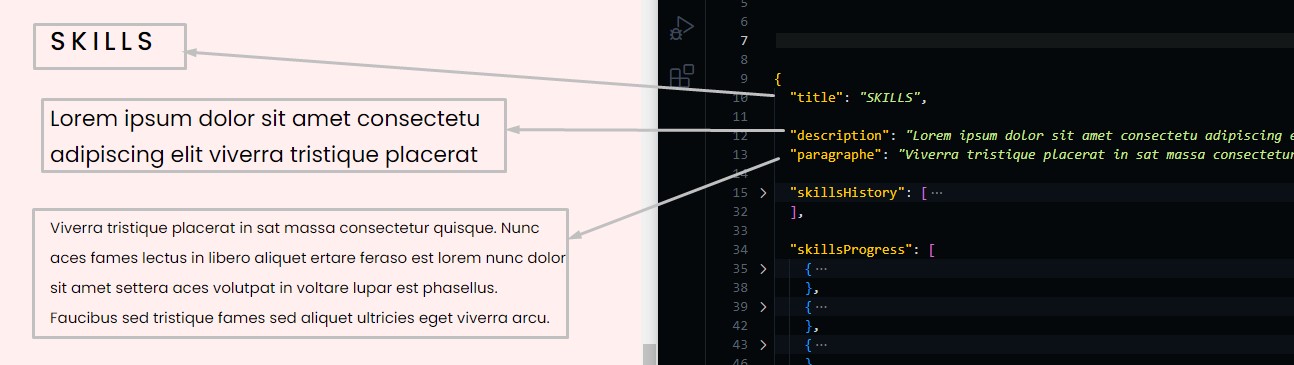 SKILLS
Lorem ipsum dolor sit amet consectetu
adipiscing elit viverra tristique placerat
Viverra tristique placerat in sat massa consectetur quisque. Nunc
aces fames lectus in libero aliquet ertare feraso est lorem nunc dolor
sit amet settera aces volutpat in voltare lupar est phasellus.
Faucibus sed tristique fames sed aliquet ultricies eget viverra arcu.
5
6
7
8
9 {
10 "title": "SKILLS",
11
12 "description": "Lorem ipsum dolor sit amet consectetu adipiscing e
13 "paragraphe": "Viverra tristique placerat in sat massa consectetur
14
15 "skillsHistory": [ ···
32 ],
33
34 "skillsProgress": [
35 { ···
38 },
39 { ···
42 },
43 { ···
46 }